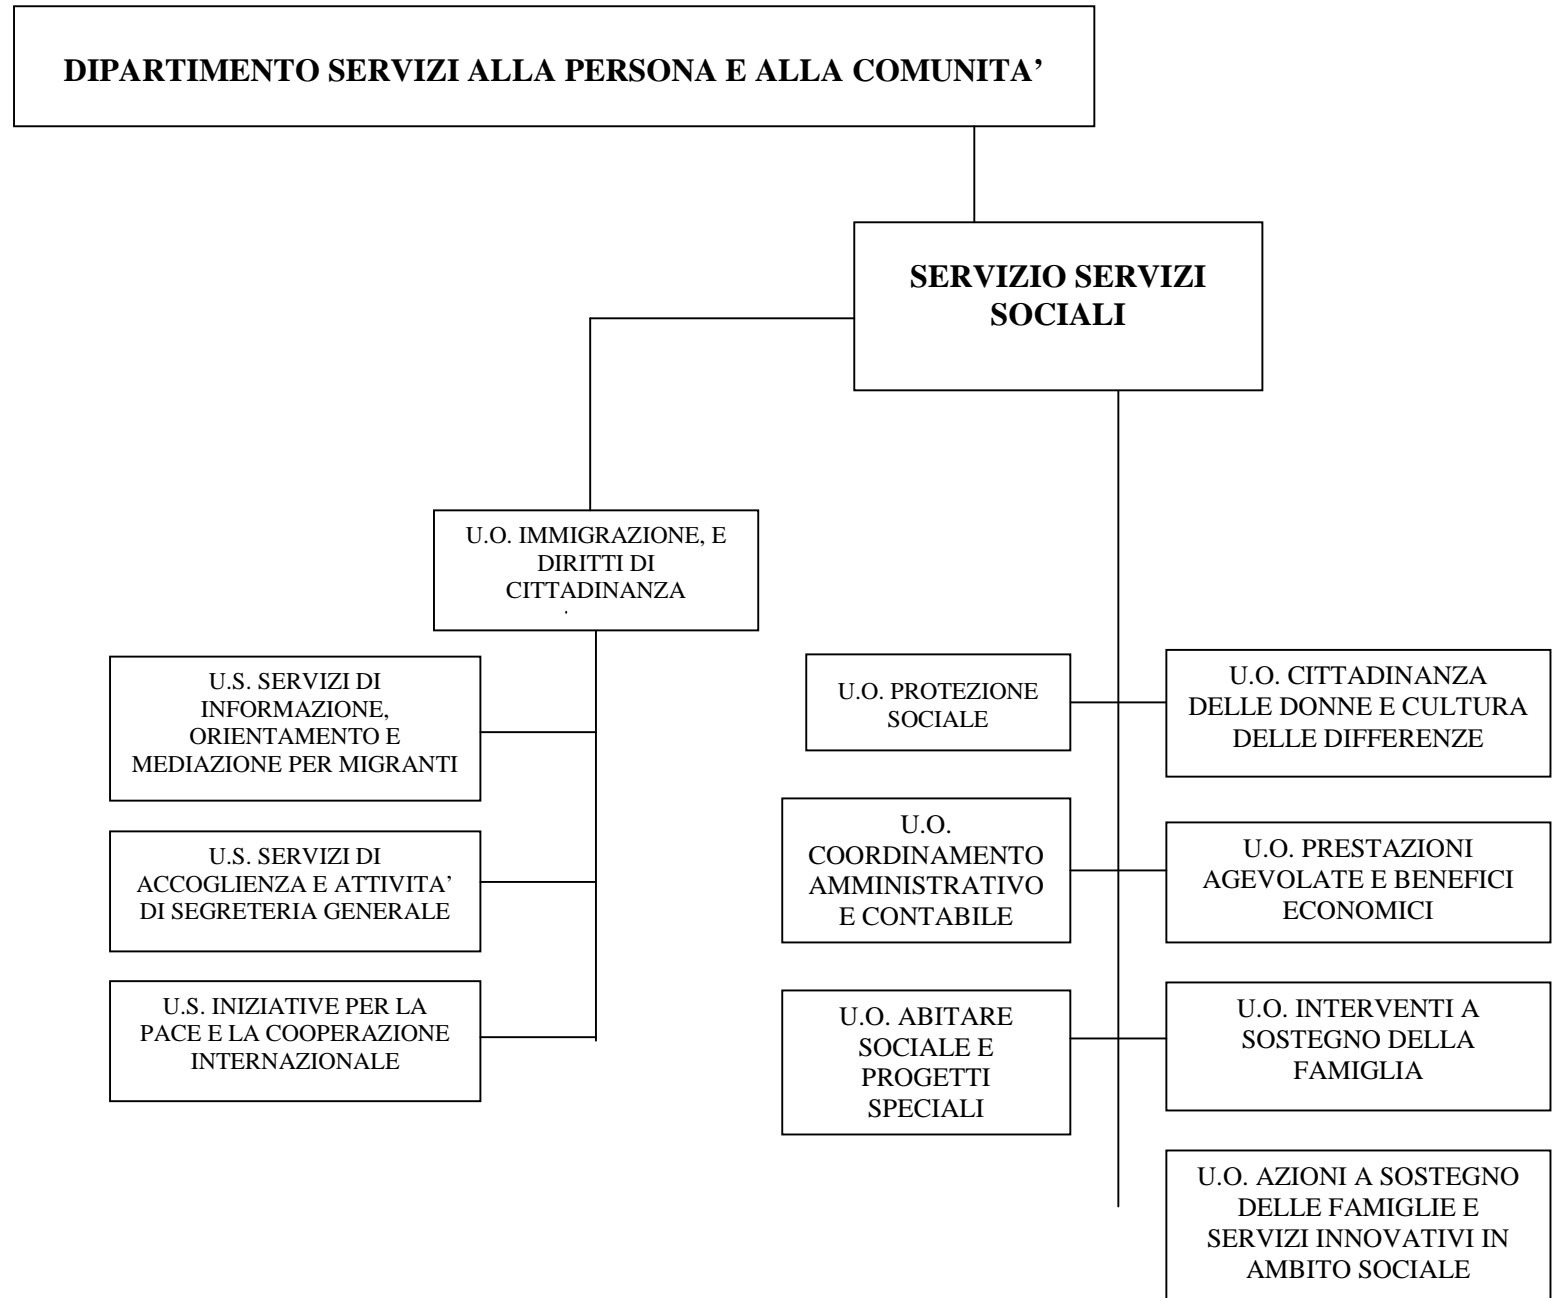 DIPARTIMENTO SERVIZI ALLA PERSONA E ALLA COMUNITA’
SERVIZIO SERVIZI
SOCIALI
U.O. IMMIGRAZIONE, E
DIRITTI DI
CITTADINANZA
.
U.S. SERVIZI DI
INFORMAZIONE,
ORIENTAMENTO E
MEDIAZIONE PER MIGRANTI
U.S. SERVIZI DI
ACCOGLIENZA E ATTIVITA’
DI SEGRETERIA GENERALE
U.S. INIZIATIVE PER LA
PACE E LA COOPERAZIONE
INTERNAZIONALE
U.O. PROTEZIONE
SOCIALE
U.O.
COORDINAMENTO
AMMINISTRATIVO
E CONTABILE
U.O. ABITARE
SOCIALE E
PROGETTI
SPECIALI
U.O. CITTADINANZA
DELLE DONNE E CULTURA
DELLE DIFFERENZE
U.O. PRESTAZIONI
AGEVOLATE E BENEFICI
ECONOMICI
U.O. INTERVENTI A
SOSTEGNO DELLA
FAMIGLIA
U.O. AZIONI A SOSTEGNO
DELLE FAMIGLIE E
SERVIZI INNOVATIVI IN
AMBITO SOCIALE